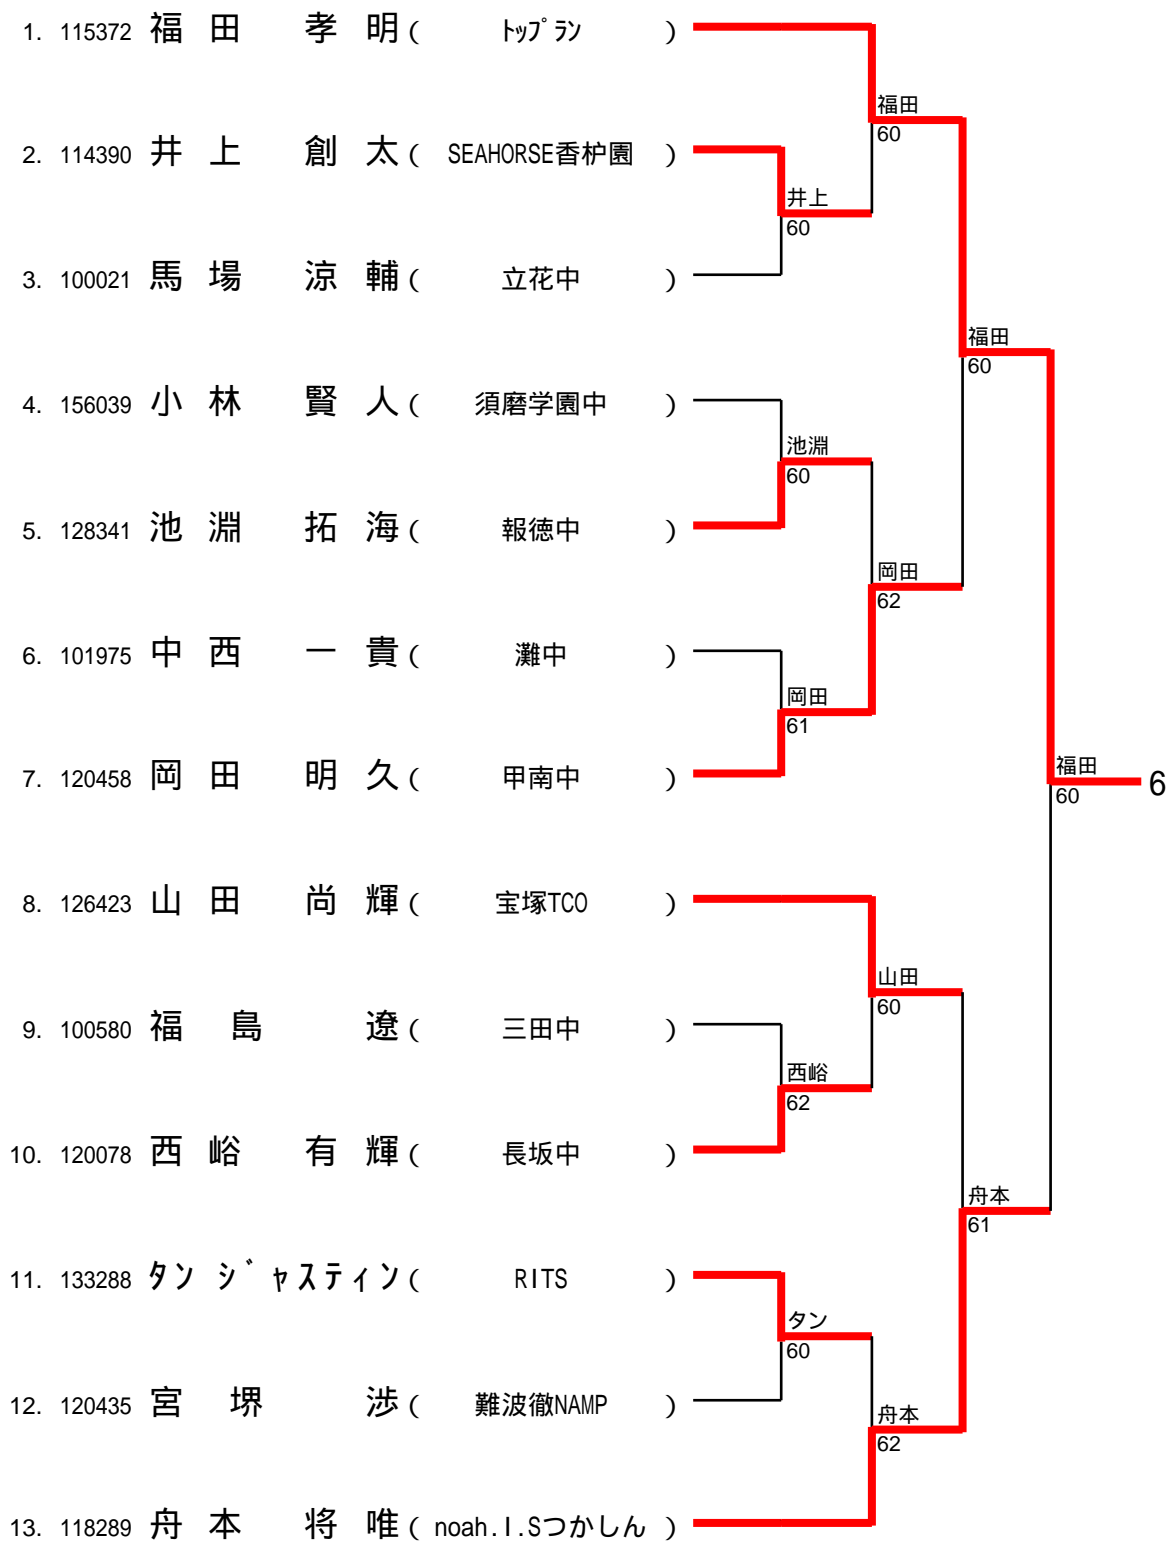 1. 115372 福田 孝明 ( トップラン )
福田
60
2. 114390 井上 創太 ( SEAHORSE香枦園 )
井上
60
3. 100021 馬場 涼輔 ( 立花中 )
福田
60
4. 156039 小林 賢人 ( 須磨学園中 )
池淵
60
5. 128341 池淵 拓海 ( 報徳中 )
岡田
62
6. 101975 中西 一貴 ( 灘中 )
岡田
61
7. 120458 岡田 明久 ( 甲南中 )
福田
60
6
8. 126423 山田 尚輝 ( 宝塚TCO )
山田
60
9. 100580 福島 遼 ( 三田中 )
西峪
62
10. 120078 西峪 有輝 ( 長坂中 )
舟本
61
11. 133288 タン ジャスティン ( RITS )
タン
60
12. 120435 宮堺 渉 ( 難波徹NAMP )
舟本
62
13. 118289 舟本 将唯 ( noah.I.Sつかしん )